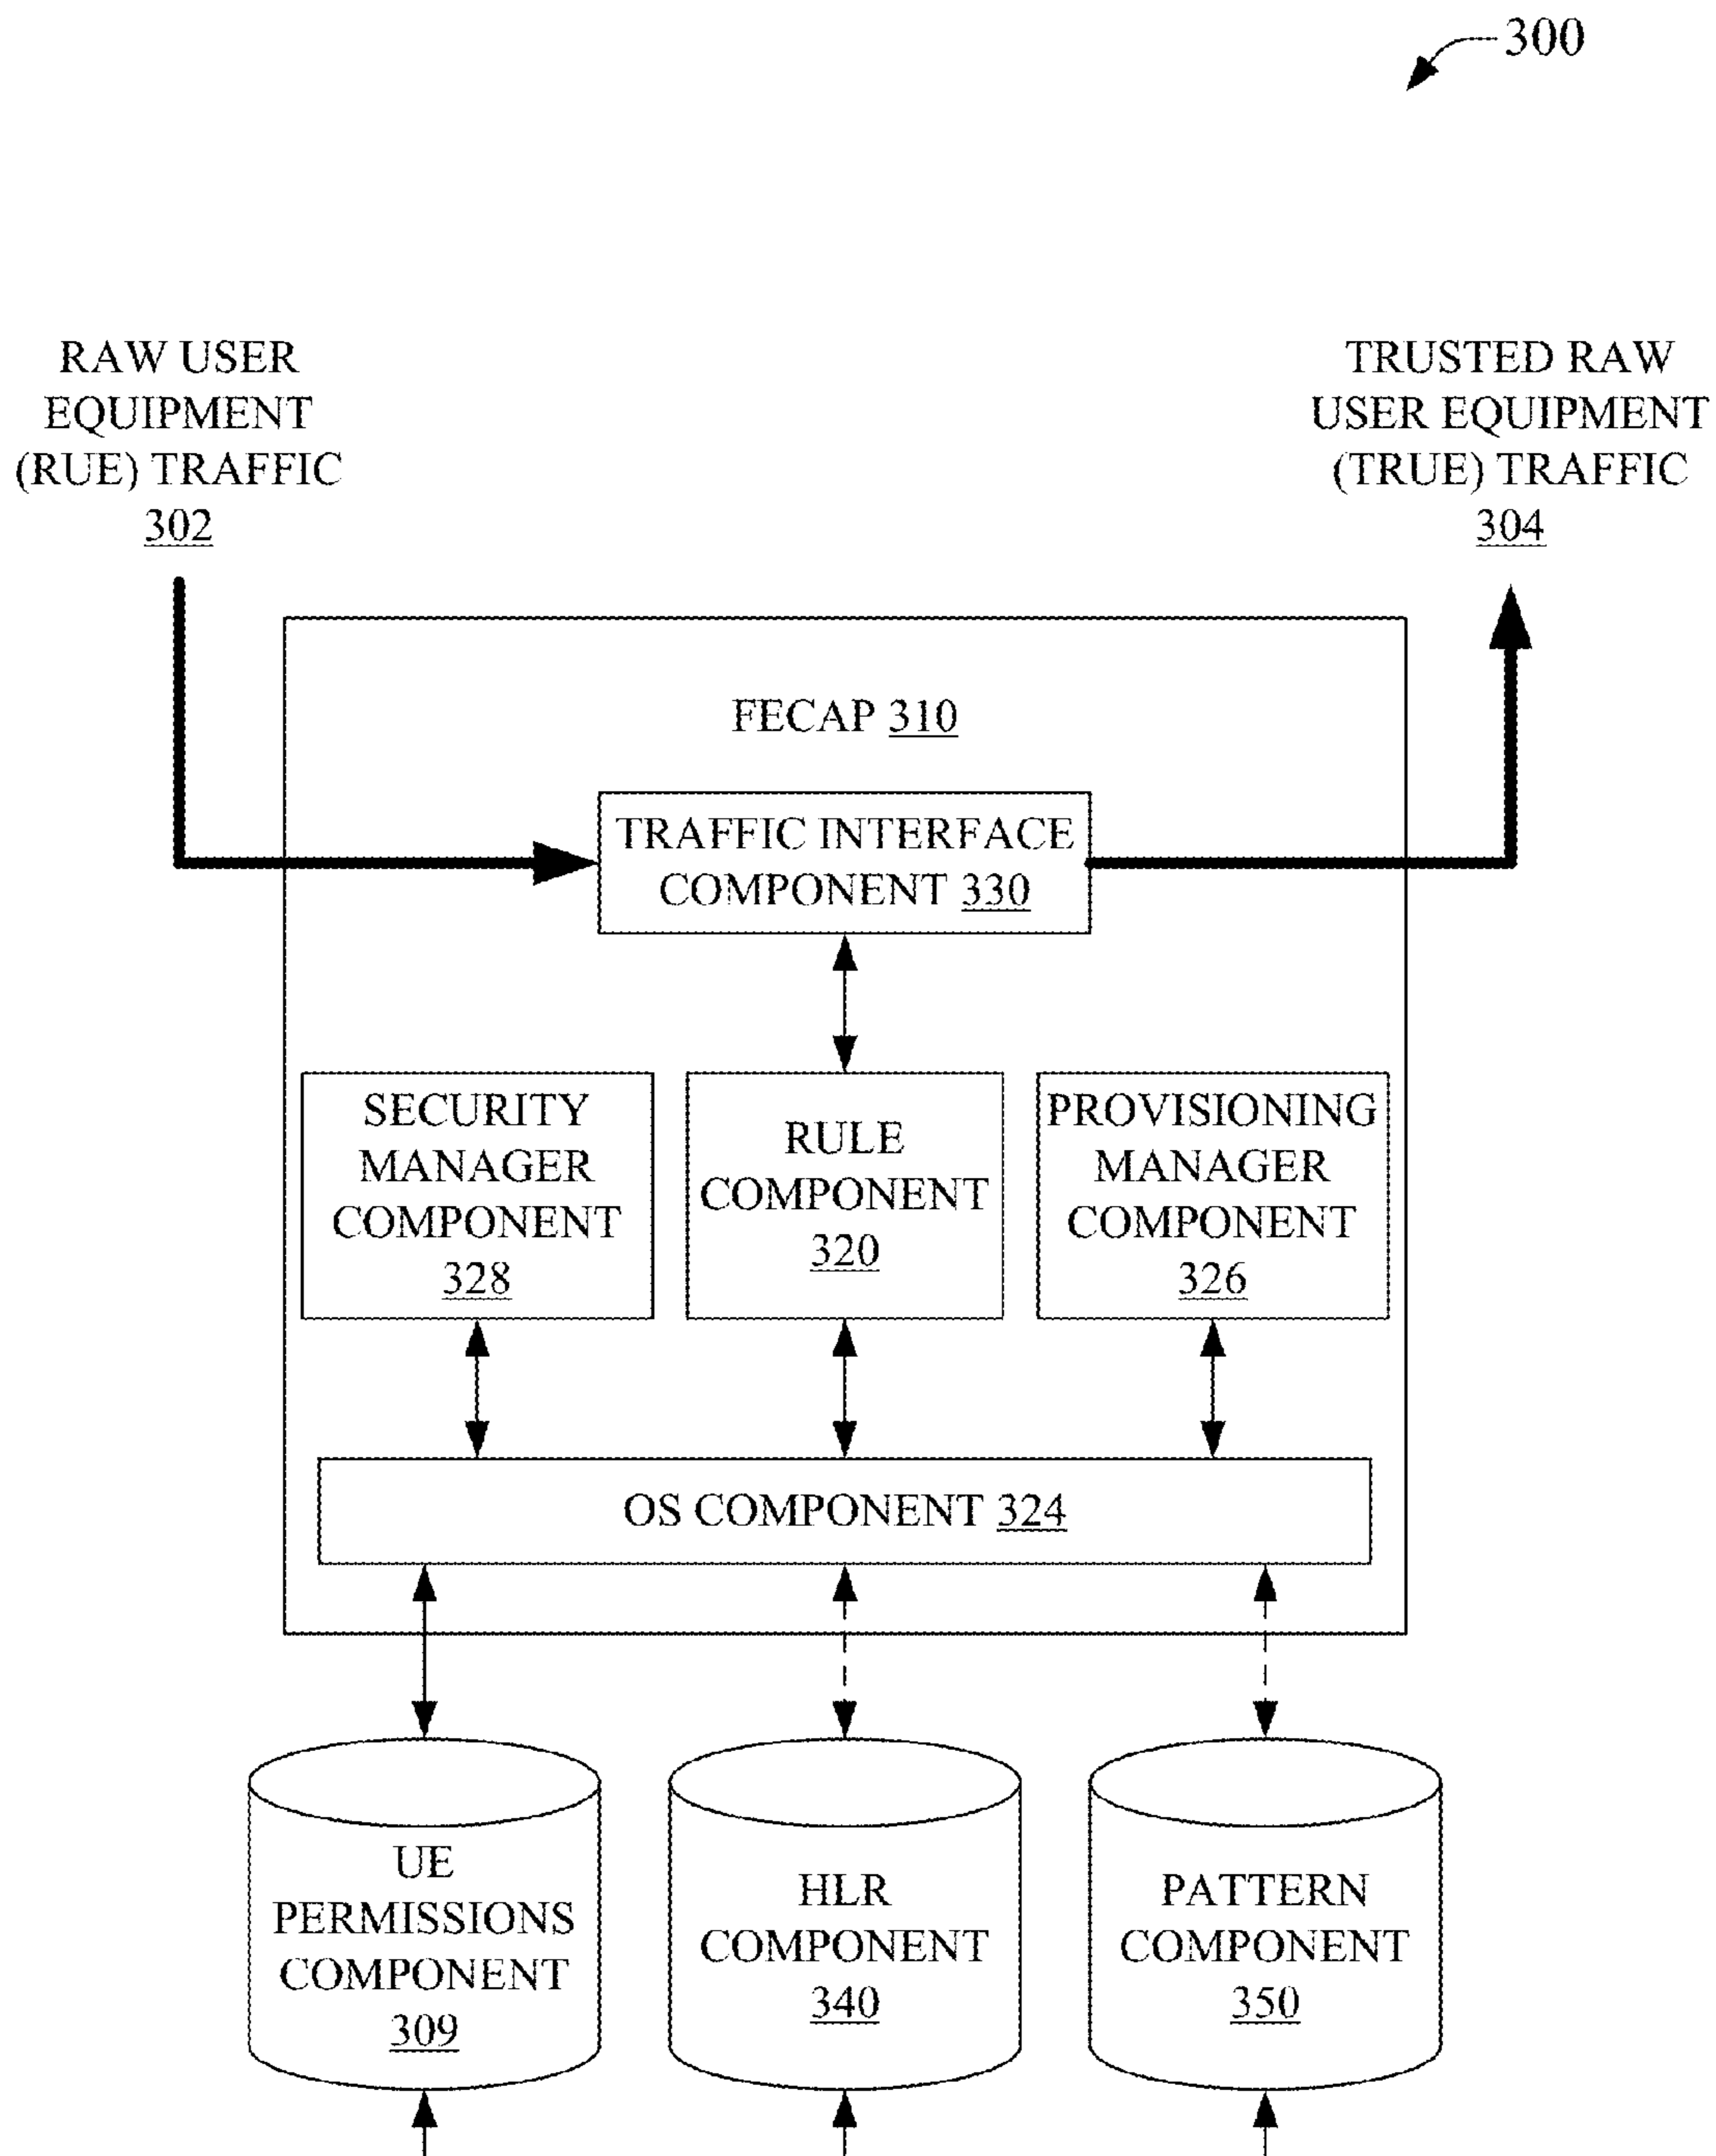 300
RAW USER
EQUIPMENT
(RUE) TRAFFIC
302
TRUSTED RAW
USER EQUIPMENT
(TRUE) TRAFFIC
304
FECAP 310
TRAFFIC INTERFACE
COMPONENT 330
SECURITY
MANAGER
COMPONENT
328
RULE
COMPONENT
320
PROVISIONING
MANAGER
COMPONENT
326
OS COMPONENT 324
UE
PERMISSIONS
COMPONENT
309
HLR
COMPONENT
340
PATTERN
COMPONENT
350